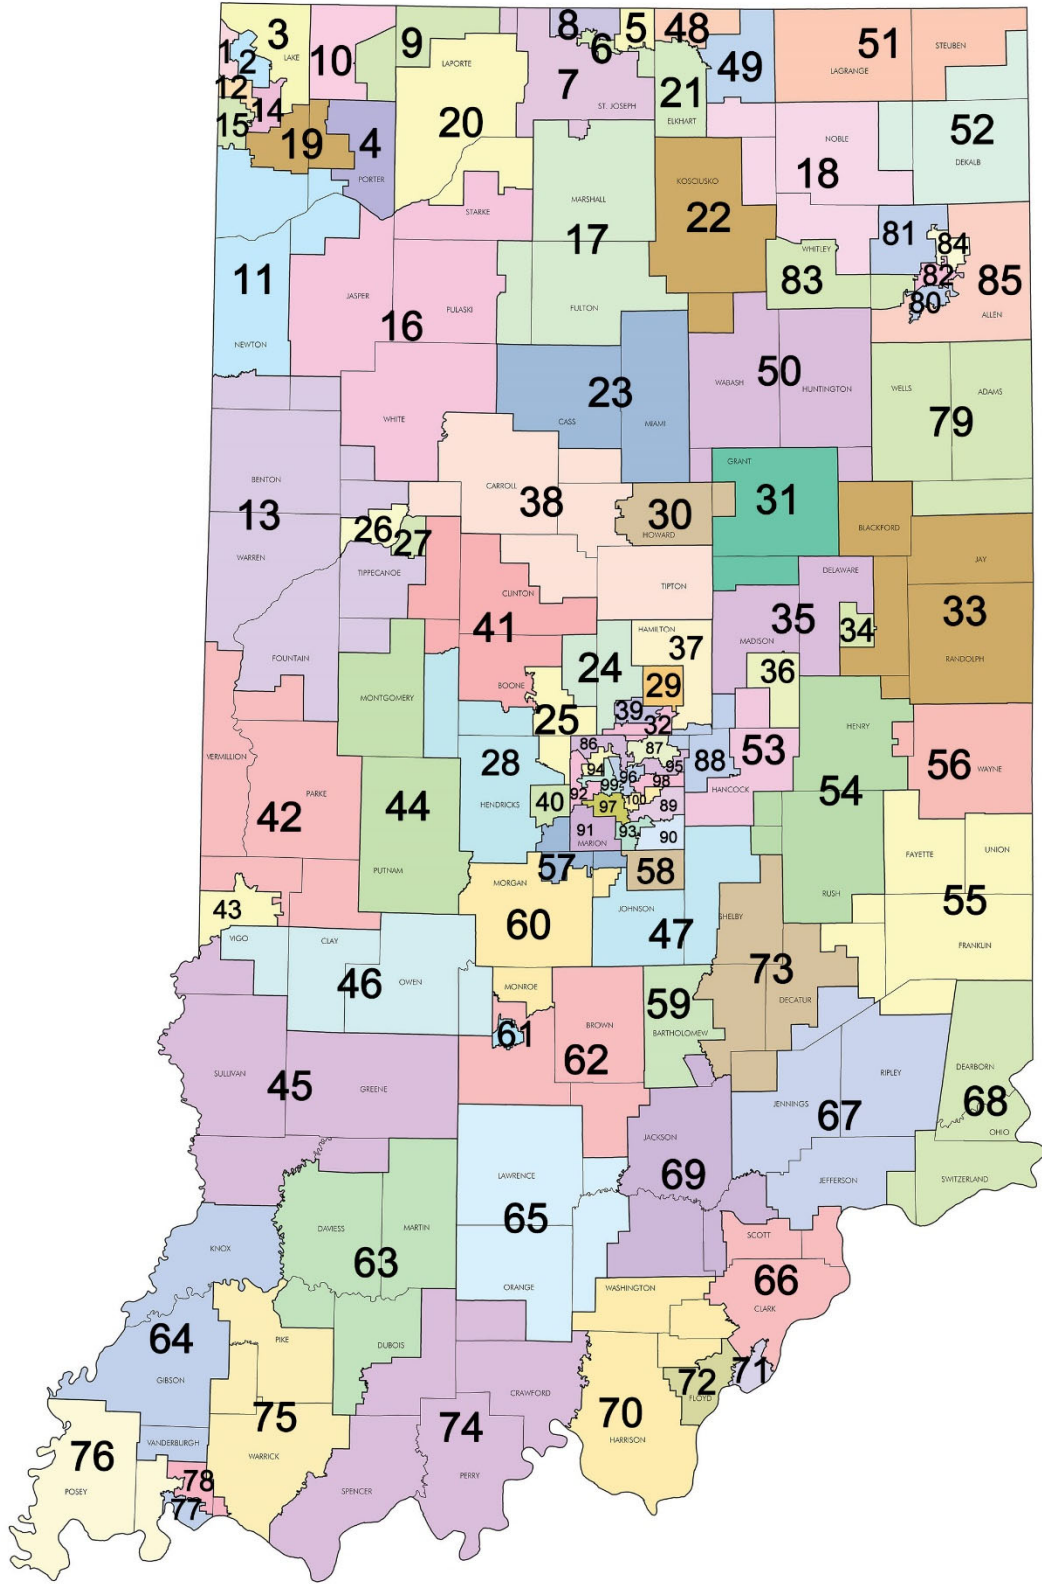 8
5
48
3
9
51
1
2
LAKE
10
6
49
STEUBEN
LAPORTE
7
LAGRANGE
12
14
20
ST. JOSEPH
21
15
ELKHART
19
4
52
NOBLE
DEKALB
PORTER
18
KOSCIUSKO
MARSHALL
22
STARKE
17
81
84
WHITLEY
11
83
82
85
JASPER
PULASKI
FULTON
80
ALLEN
16
NEWTON
50
WABASH
HUNTINGTON
WELLS
ADAMS
23
79
WHITE
CASS
MIAMI
GRANT
BENTON
CARROLL
38
31
13
26
30
BLACKFORD
27
HOWARD
WARREN
JAY
TIPPECANOE
DELAWARE
TIPTON
CLINTON
33
41
35
34
HAMILTON
37
MADISON
FOUNTAIN
24
36
RANDOLPH
BOONE
29
MONTGOMERY
39
25
32
HENRY
86
87
53
VERMILLION
28
88
56
WAYNE
94
95
96
99
98
PARKE
92
HANCOCK
54
42
44
HENDRICKS
40
97
100
89
91
93
90
MARION
FAYETTE
UNION
57
58
PUTNAM
MORGAN
RUSH
55
43
60
JOHNSON
SHELBY
47
VIGO
CLAY
FRANKLIN
46
OWEN
73
MONROE
59
DECATUR
61
BROWN
BARTHOLOMEW
62
DEARBORN
SULLIVAN
45
GREENE
RIPLEY
JENNINGS
67
68
OHIO
JACKSON
LAWRENCE
69
JEFFERSON
SWITZERLAND
65
DAVIESS
MARTIN
KNOX
63
SCOTT
ORANGE
WASHINGTON
66
CLARK
64
PIKE
DUBOIS
71
GIBSON
72
CRAWFORD
FLOYD
75
70
74
VANDERBURGH
HARRISON
76
WARRICK
78
PERRY
POSEY
SPENCER
77